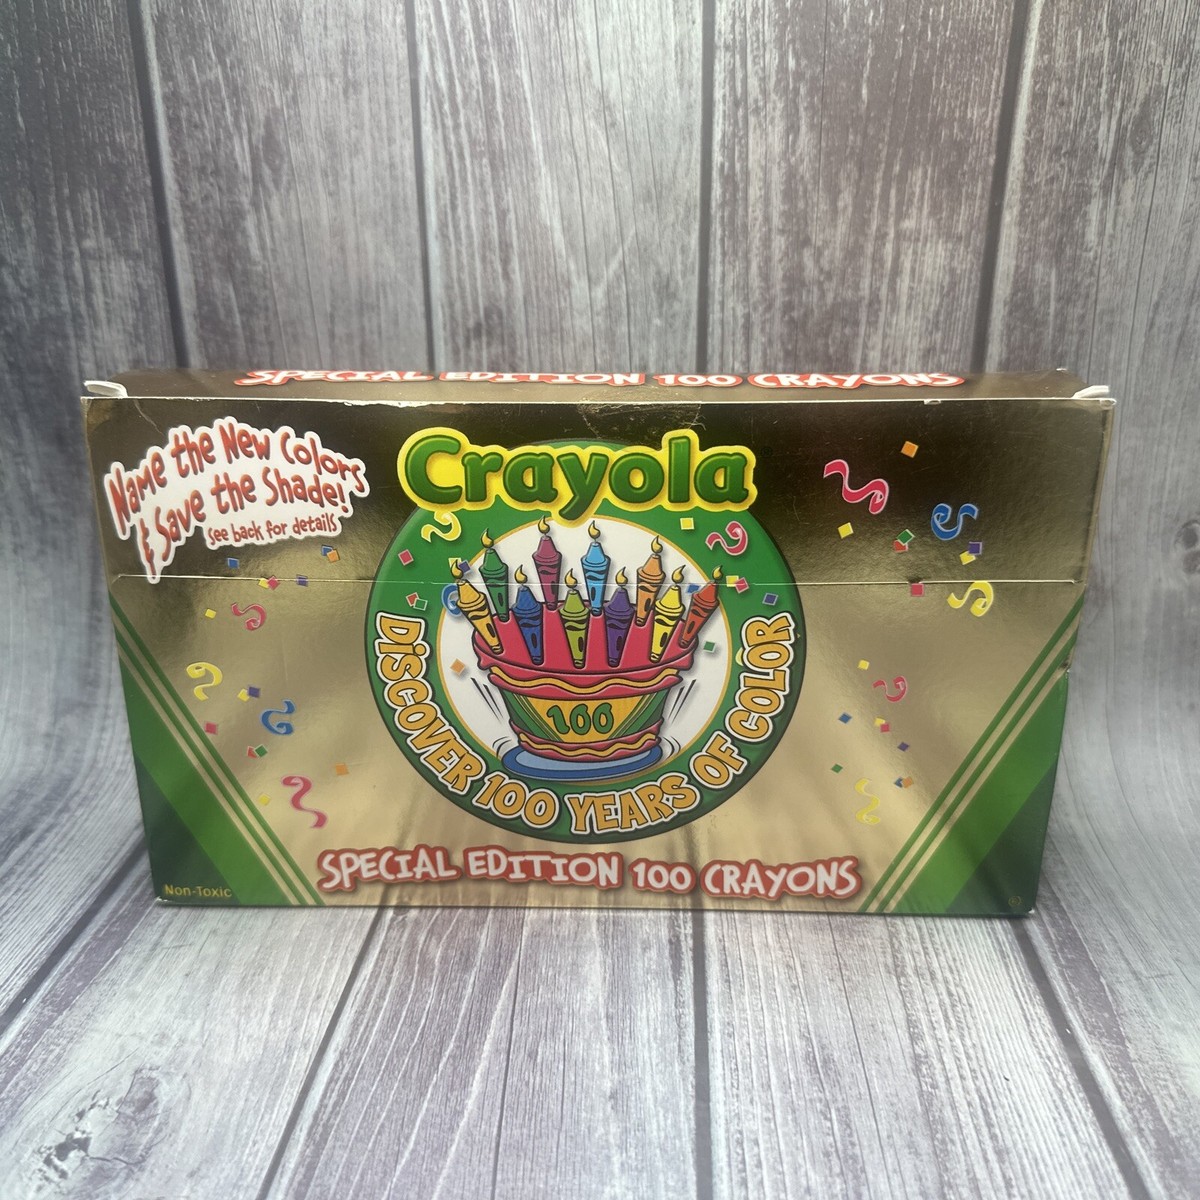 SPECIAL EDITION 100 CRAYONS
Name the New Colors
& Save the Shade!
See back for details
Crayola
100
DISCOVER 100 YEARS OF COLOR
SPECIAL EDITION 100 CRAYONS
Non-Toxic